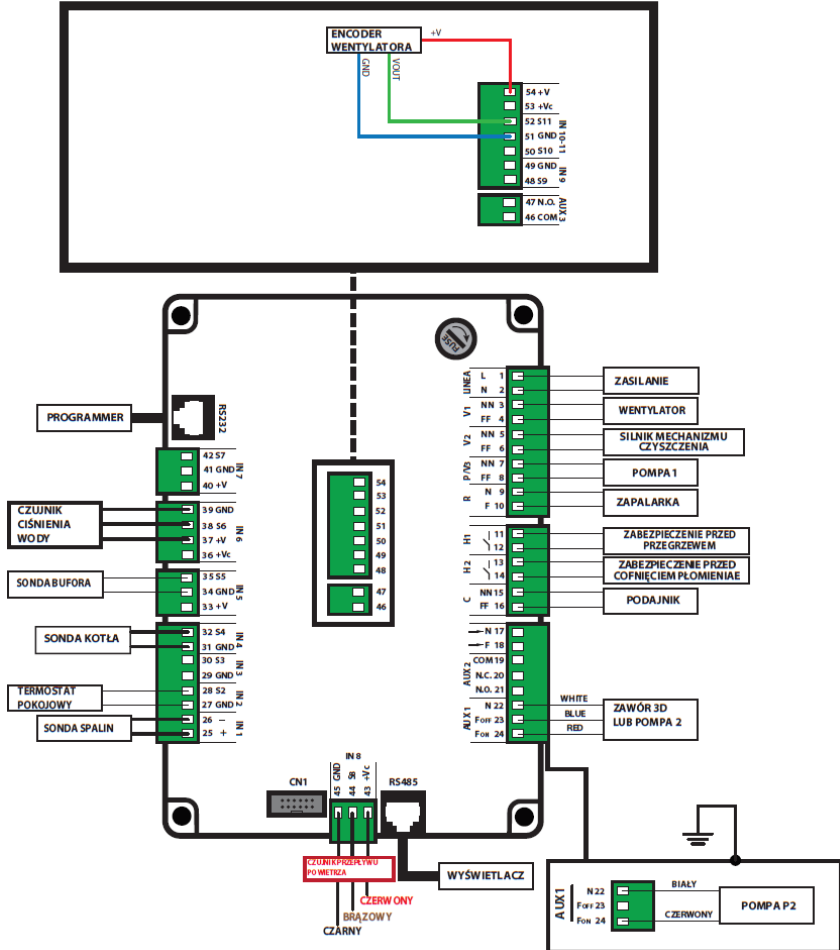 ENCODER
WENTYLATORA
+V
GND
VOUT
54 +V
53 +Vc
52 S11
51 GND
50 S10
49 GND
48 S9
IN 10-11
IN 9
47 N.O.
46 COM
AUX 3
FUSE
PROGRAMMER
RS232
42 S7
41 GND
40 +V
IN 7
CZUJNIK
CIŚNIENIA
WODY
39 GND
38 S6
37 +V
36 +Vc
IN 6
SONDA BUFORA
35 S5
34 GND
33 +V
IN 5
SONDA KOTŁA
32 S4
31 GND
IN 4
30 S3
29 GND
IN 3
TERMOSTAT
POKOJOWY
28 S2
27 GND
IN 2
SONDA SPALIN
26 –
25 +
IN 1
54
53
52
51
50
49
48
47
46
LINEA
L 1
N 2
ZASILANIE
V1
NN 3
FF 4
WENTYLATOR
V2
NN 5
FF 6
SILNIK MECHANIZMU
CZYSZCZENIA
P/V3
NN 7
FF 8
POMPA 1
R
N 9
F 10
ZAPALARKA
H1
11
12
ZABEZPIECZENIE PRZED
PRZEGRZEWEM
H2
13
14
ZABEZPIECZENIE PRZED
COFNIĘCIEM PŁOMIENIAE
C
NN 15
FF 16
PODAJNIK
N 17
F 18
AUX2
COM 19
N.C. 20
N.O. 21
AUX1
N 22
FOFF 23
FON 24
WHITE
BLUE
RED
ZAWÓR 3D
LUB POMPA 2
CN1
IN 8
45 GND
44 S8
43 +Vc
RS485
CZUJNIK PRZEPŁYWU
POWIETRZA
CZERWONY
BRĄZOWY
CZARNY
WYŚWIETLACZ
AUX1
N 22
FOFF 23
FON 24
BIAŁY
CZERWONY
POMPA P2